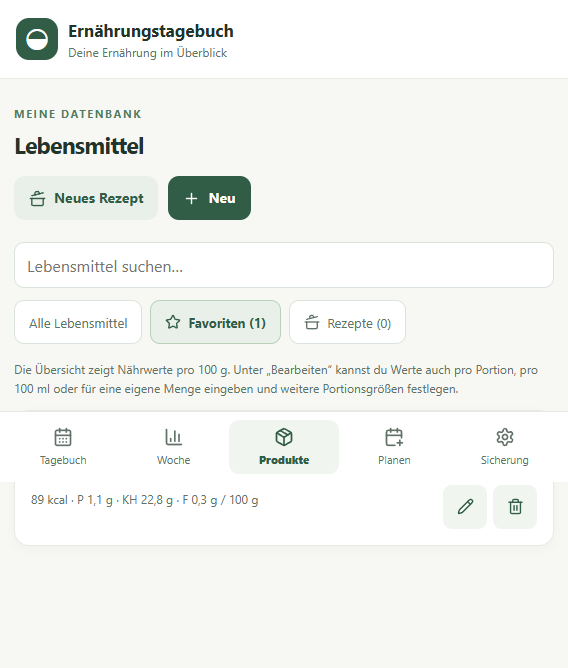 Ernährungstagebuch
Deine Ernährung im Überblick
MEINE DATENBANK
Lebensmittel
Neues Rezept
Neu
Lebensmittel suchen...
Alle Lebensmittel
Favoriten (1)
Rezepte (0)
Die Übersicht zeigt Nährwerte pro 100 g. Unter „Bearbeiten“ kannst du Werte auch pro Portion, pro
100 ml oder für eine eigene Menge eingeben und weitere Portionsgrößen festlegen.
Tagebuch
Woche
Produkte
Planen
Sicherung
89 kcal · P 1,1 g · KH 22,8 g · F 0,3 g / 100 g